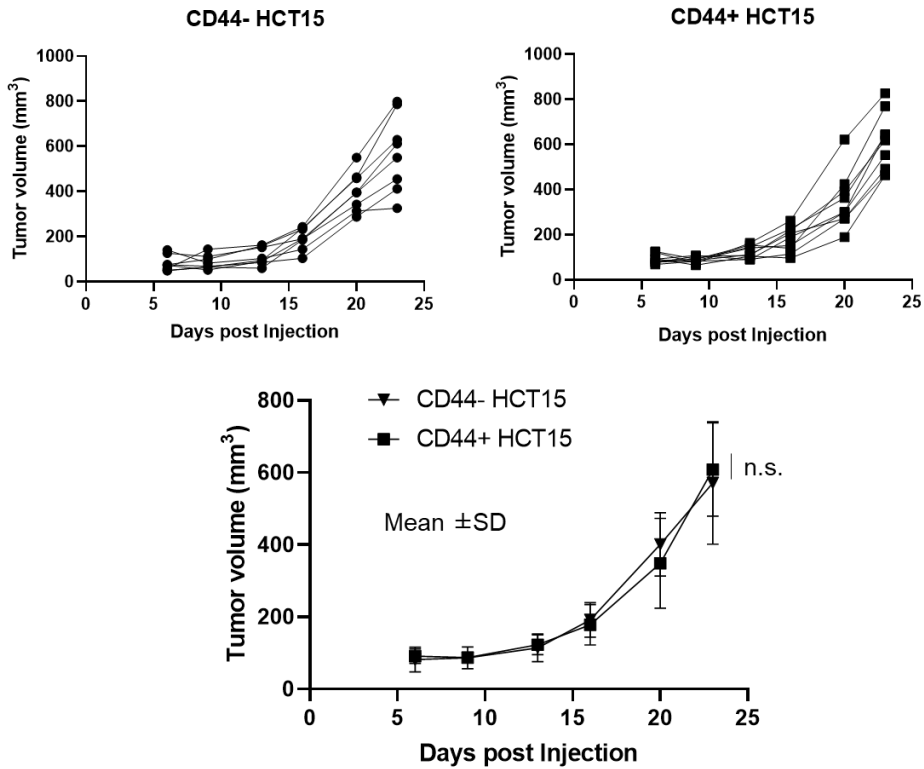 CD44- HCT15
Tumor volume (mm³)
1000
800
600
400
200
0
0 5 10 15 20 25
Days post Injection
CD44+ HCT15
Tumor volume (mm³)
1000
800
600
400
200
0
0 5 10 15 20 25
Days post Injection
Tumor volume (mm³)
800
600
400
200
0
CD44- HCT15
CD44+ HCT15
n.s.
Mean ±SD
0 5 10 15 20 25
Days post Injection